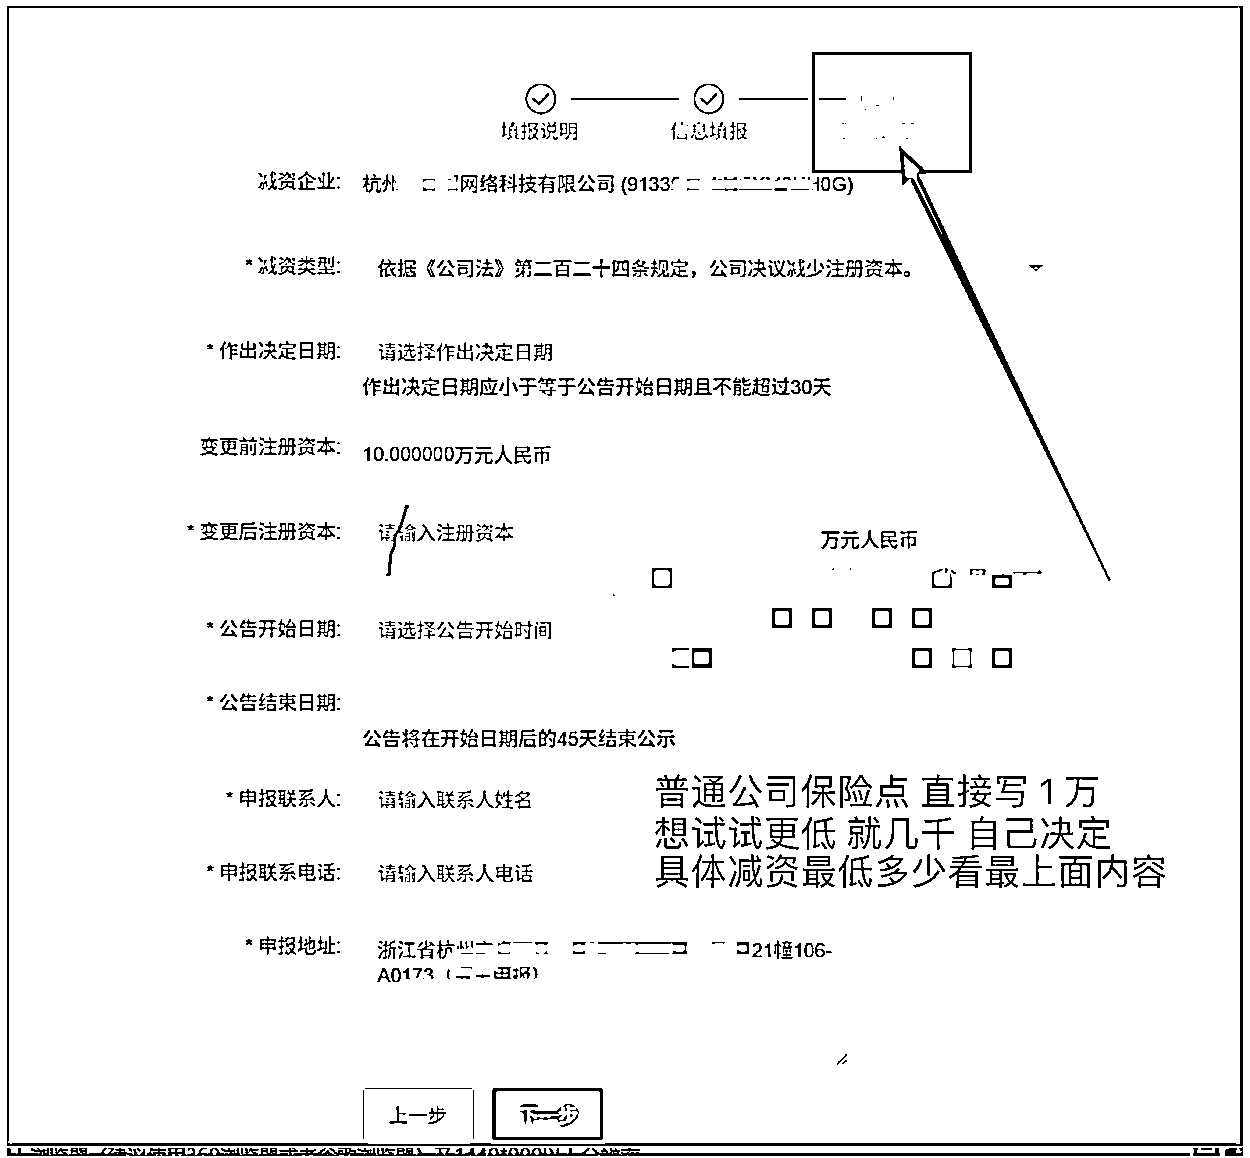 填报说明
信息填报
减资企业: 杭州 网络科技有限公司 (9133 H0G)
* 减资类型: 依据《公司法》第二百二十四条规定，公司决议减少注册资本。
* 作出决定日期: 请选择作出决定日期
作出决定日期应小于等于公告开始日期且不能超过30天
变更前注册资本: 10.000000万元人民币
* 变更后注册资本: 请输入注册资本
万元人民币
* 公告开始日期: 请选择公告开始时间
* 公告结束日期:
公告将在开始日期后的45天结束公示
* 申报联系人: 请输入联系人姓名
普通公司保险点 直接写 1 万
想试试更低 就几千 自己决定
具体减资最低多少看最上面内容
* 申报联系电话: 请输入联系人电话
* 申报地址: 浙江省杭州 21幢106-
A0173
上一步
下一步